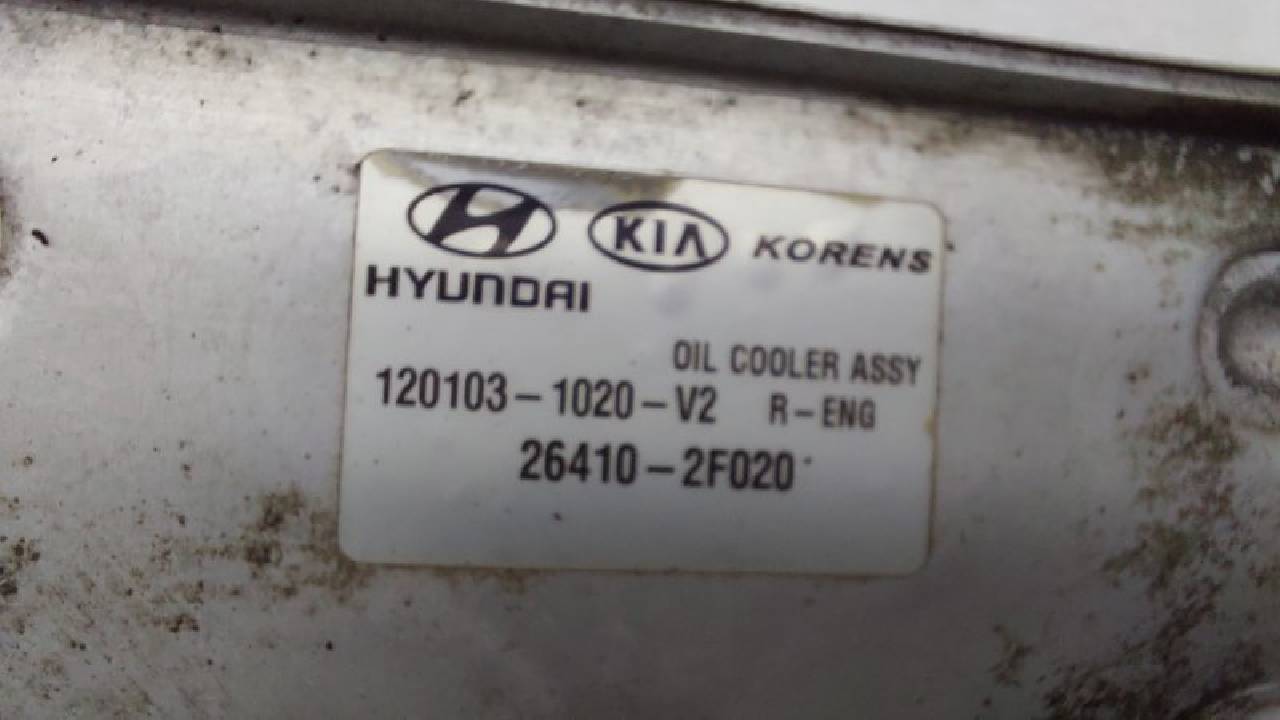 KIA KORENS
HYUNDAI
OIL COOLER ASSY
120103-1020-V2 R-ENG
26410-2F020